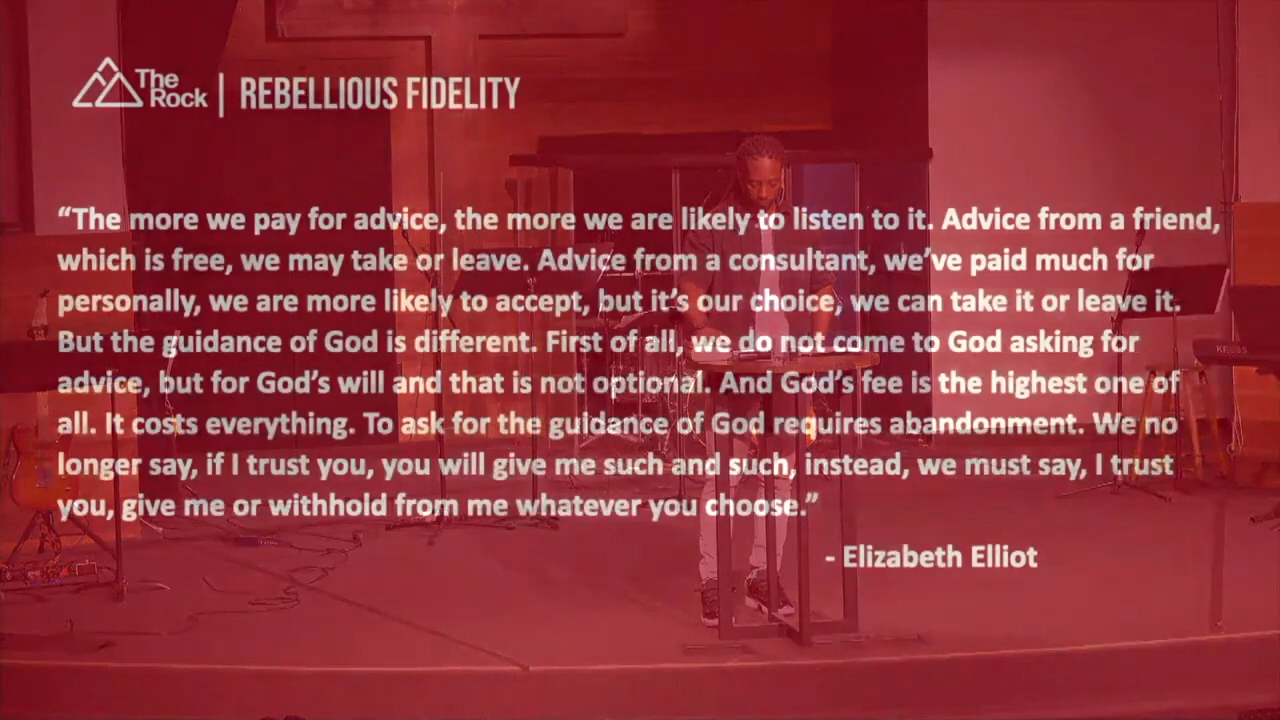 The
Rock | REBELLIOUS FIDELITY
“The more we pay for advice, the more we are likely to listen to it. Advice from a friend,
which is free, we may take or leave. Advice from a consultant, we’ve paid much for
personally, we are more likely to accept, but it’s our choice, we can take it or leave it.
But the guidance of God is different. First of all, we do not come to God asking for
advice, but for God’s will and that is not optional. And God’s fee is the highest one of
all. It costs everything. To ask for the guidance of God requires abandonment. We no
longer say, if I trust you, you will give me such and such, instead, we must say, I trust
you, give me or withhold from me whatever you choose.”
- Elizabeth Elliot